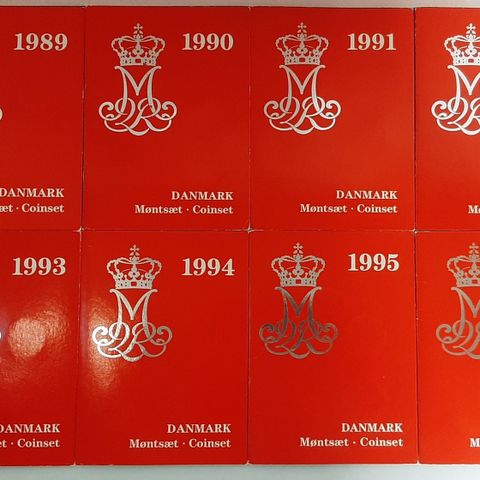 1989
DANMARK
Møntsæt · Coinset
1990
DANMARK
Møntsæt · Coinset
1991
DANMARK
Møntsæt · Coinset
1993
DANMARK
Møntsæt · Coinset
1994
DANMARK
Møntsæt · Coinset
1995
DANMARK
Møntsæt · Coinset